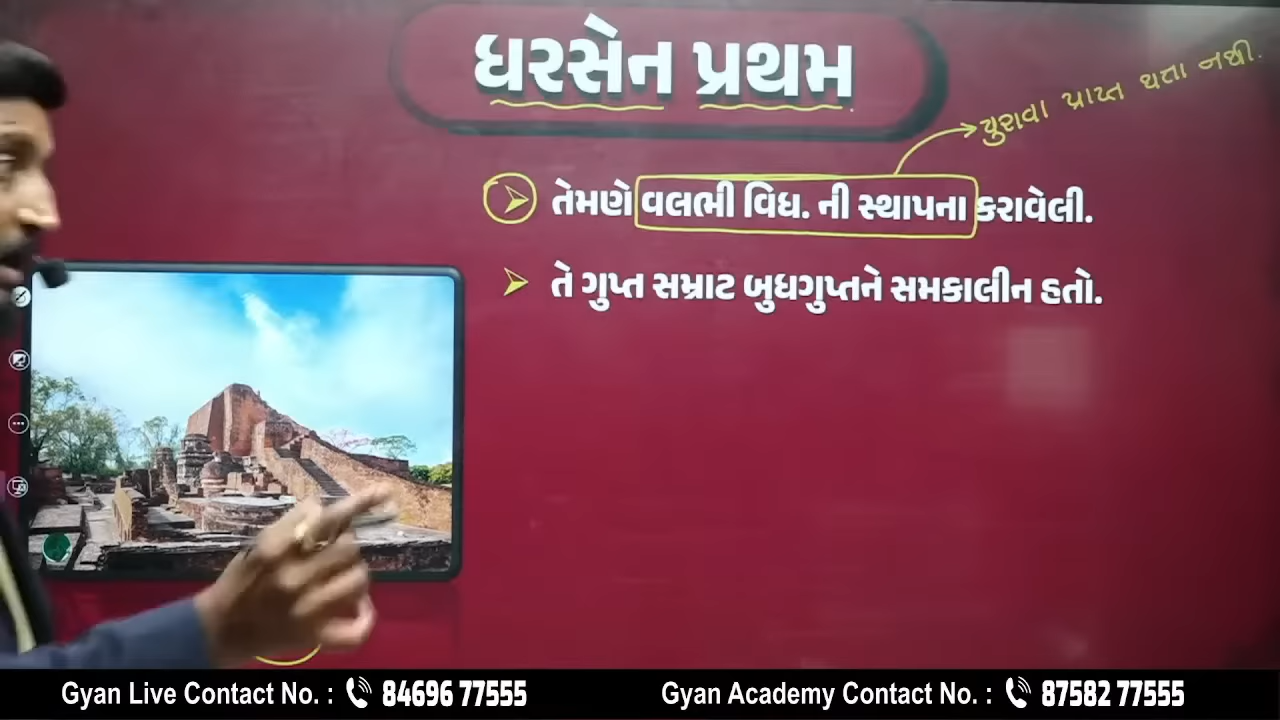 ધરસેન પ્રથમ
પુરાવા પ્રાપ્ત થતા નથી.
તેમણે વલભી વિધ. ની સ્થાપના કરાવેલી.
તે ગુપ્ત સમ્રાટ બુધગુપ્તને સમકાલીન હતો.
Gyan Live Contact No. : 84696 77555
Gyan Academy Contact No. : 87582 77555